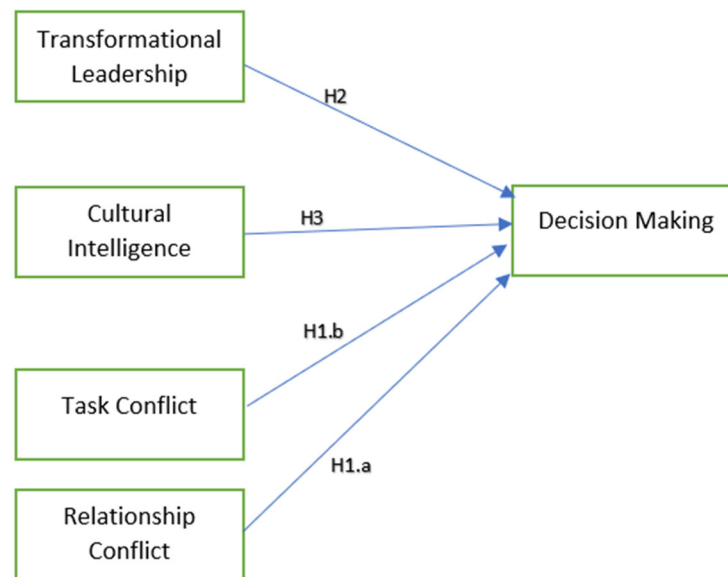 Transformational
Leadership
H2
Cultural
Intelligence
H3
Decision Making
H1.b
Task Conflict
H1.a
Relationship
Conflict